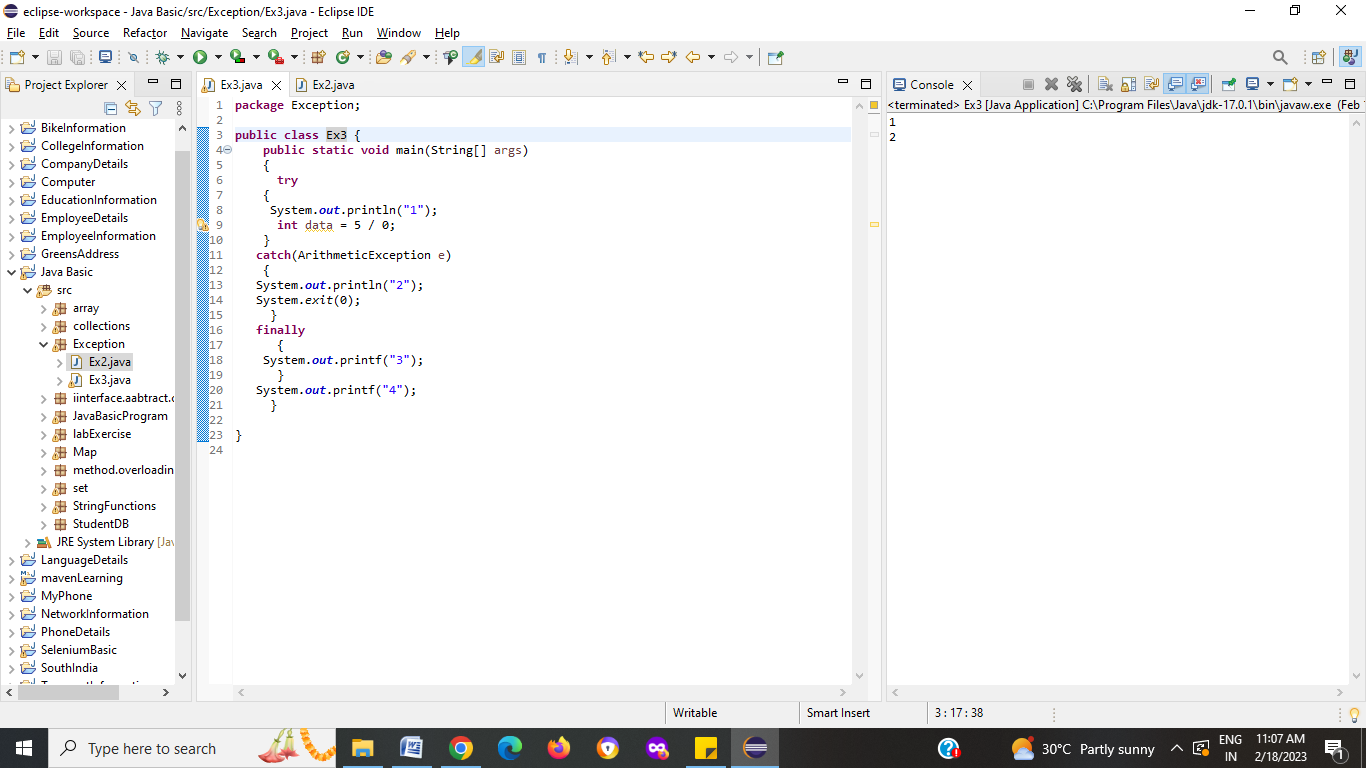 eclipse-workspace - Java Basic/src/Exception/Ex3.java - Eclipse IDE
File Edit Source Refactor Navigate Search Project Run Window Help
Project Explorer
BikeInformation
CollegeInformation
CompanyDetails
Computer
EducationInformation
EmployeeDetails
EmployeeInformation
GreensAddress
Java Basic
src
array
collections
Exception
Ex2.java
Ex3.java
iinterface.aabtract.c
JavaBasicProgram
labExercise
Map
method.overloadin
set
StringFunctions
StudentDB
JRE System Library [Jav
LanguageDetails
mavenLearning
MyPhone
NetworkInformation
PhoneDetails
SeleniumBasic
SouthIndia
Ex3.java Ex2.java
1 package Exception;
2
3 public class Ex3 {
4 public static void main(String[] args)
5 {
6 try
7 {
8 System.out.println("1");
9 int data = 5 / 0;
10 }
11 catch(ArithmeticException e)
12 {
13 System.out.println("2");
14 System.exit(0);
15 }
16 finally
17 {
18 System.out.printf("3");
19 }
20 System.out.printf("4");
21 }
22
23 }
24
Console
<terminated> Ex3 [Java Application] C:\Program Files\Java\jdk-17.0.1\bin\javaw.exe (Feb
1
2
Writable Smart Insert 3 : 17 : 38
Type here to search
30°C Partly sunny
ENG
IN
11:07 AM
2/18/2023
1